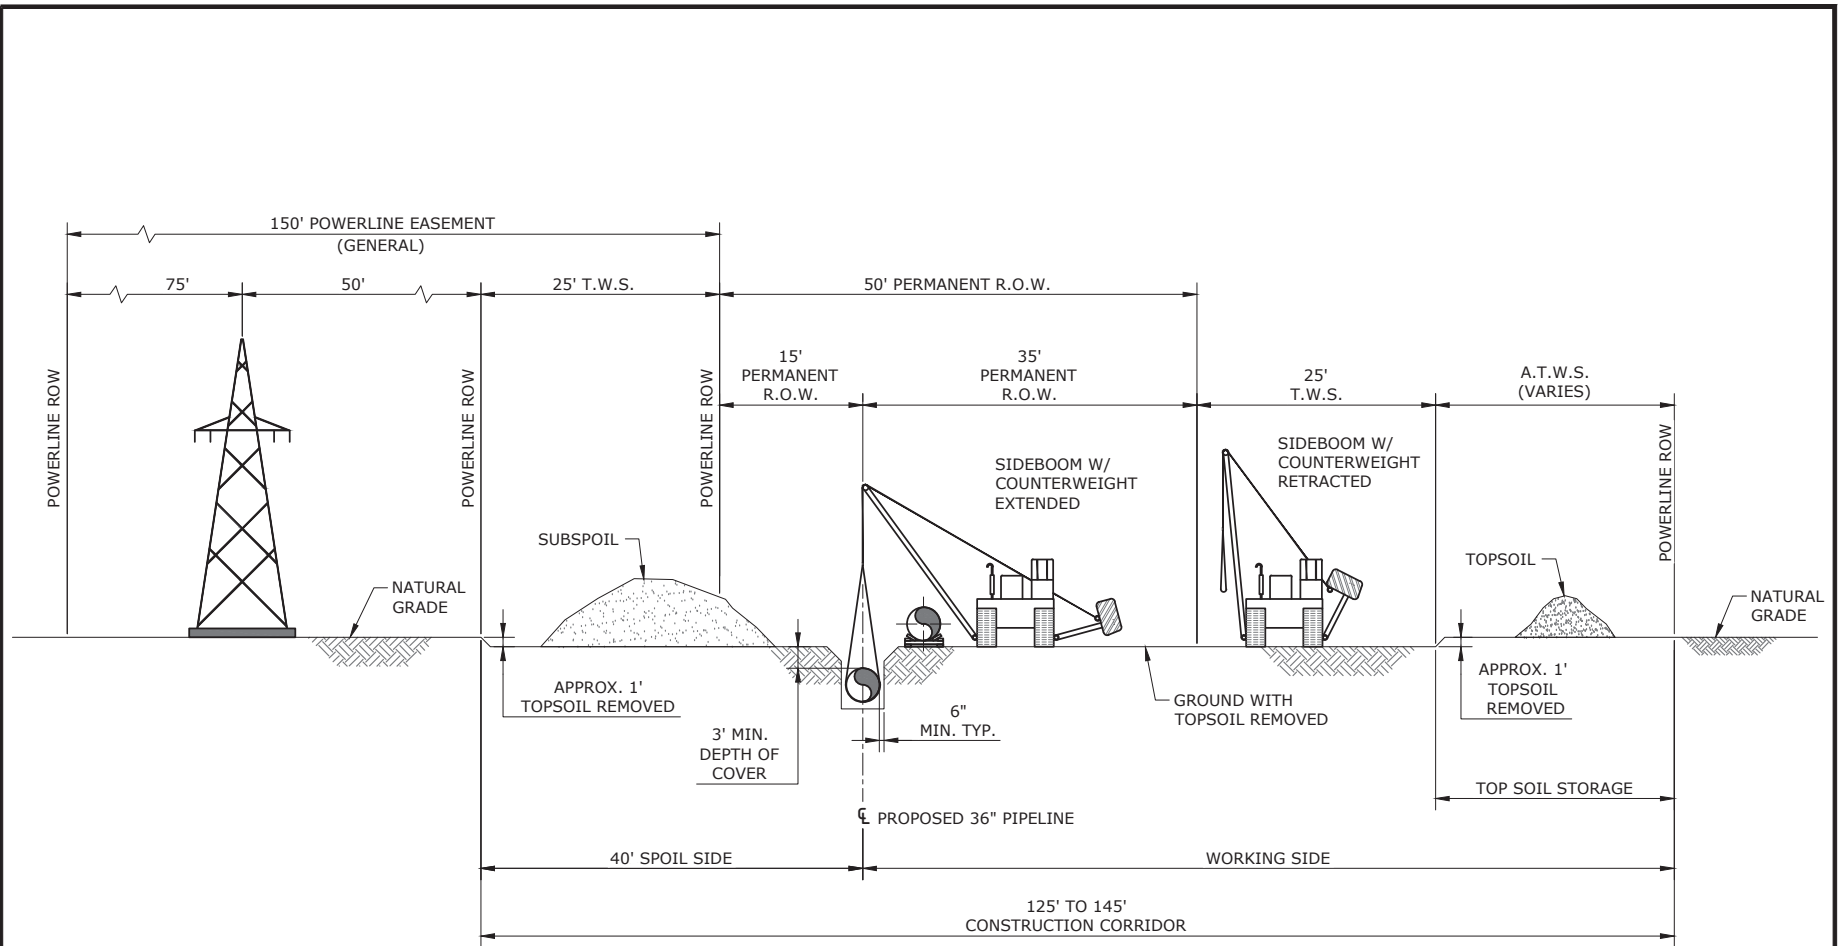 150' POWERLINE EASEMENT
(GENERAL)
75'
50'
25' T.W.S.
50' PERMANENT R.O.W.
15'
PERMANENT
R.O.W.
35'
PERMANENT
R.O.W.
25'
T.W.S.
A.T.W.S.
(VARIES)
POWERLINE ROW
POWERLINE ROW
POWERLINE ROW
POWERLINE ROW
SIDEBOOM W/
COUNTERWEIGHT
EXTENDED
SIDEBOOM W/
COUNTERWEIGHT
RETRACTED
SUBSPOIL
TOPSOIL
NATURAL
GRADE
NATURAL
GRADE
APPROX. 1'
TOPSOIL REMOVED
3' MIN.
DEPTH OF
COVER
6"
MIN. TYP.
GROUND WITH
TOPSOIL REMOVED
APPROX. 1'
TOPSOIL
REMOVED
TOP SOIL STORAGE
℄ PROPOSED 36" PIPELINE
40' SPOIL SIDE
WORKING SIDE
125' TO 145'
CONSTRUCTION CORRIDOR